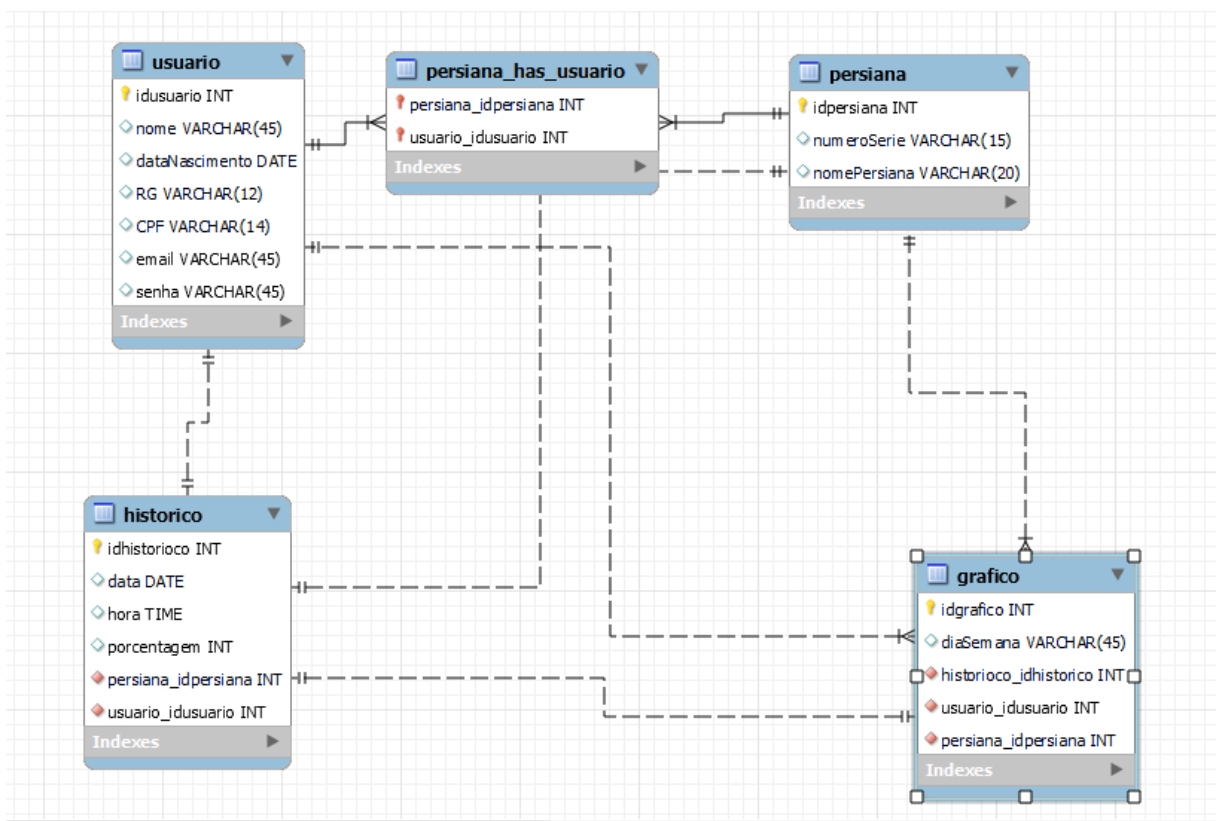 usuario
idusuario INT
nome VARCHAR(45)
dataNascimento DATE
RG VARCHAR(12)
CPF VARCHAR(14)
email VARCHAR(45)
senha VARCHAR(45)
Indexes
persiana_has_usuario
persiana_idpersiana INT
usuario_idusuario INT
Indexes
persiana
idpersiana INT
numeroSerie VARCHAR(15)
nomePersiana VARCHAR(20)
Indexes
historico
idhistorioco INT
data DATE
hora TIME
porcentagem INT
persiana_idpersiana INT
usuario_idusuario INT
Indexes
grafico
idgrafico INT
diaSemana VARCHAR(45)
historioco_idhistorico INT
usuario_idusuario INT
persiana_idpersiana INT
Indexes